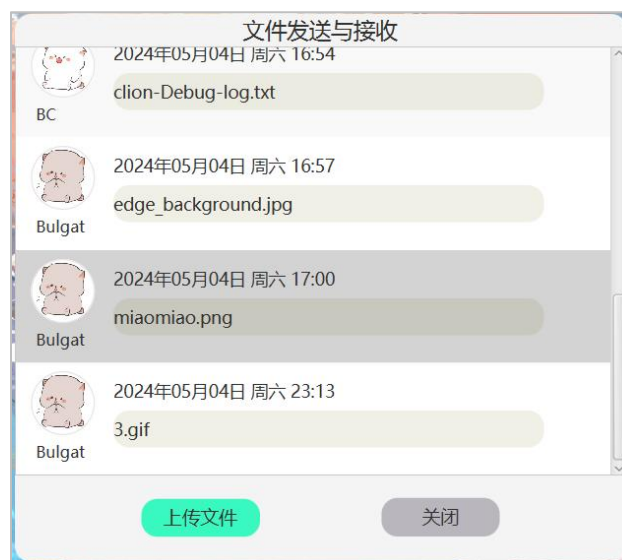 文件发送与接收
2024年05月04日 周六 16:54
clion-Debug-log.txt
BC
2024年05月04日 周六 16:57
edge_background.jpg
Bulgat
2024年05月04日 周六 17:00
miaomiao.png
Bulgat
2024年05月04日 周六 23:13
3.gif
Bulgat
上传文件
关闭